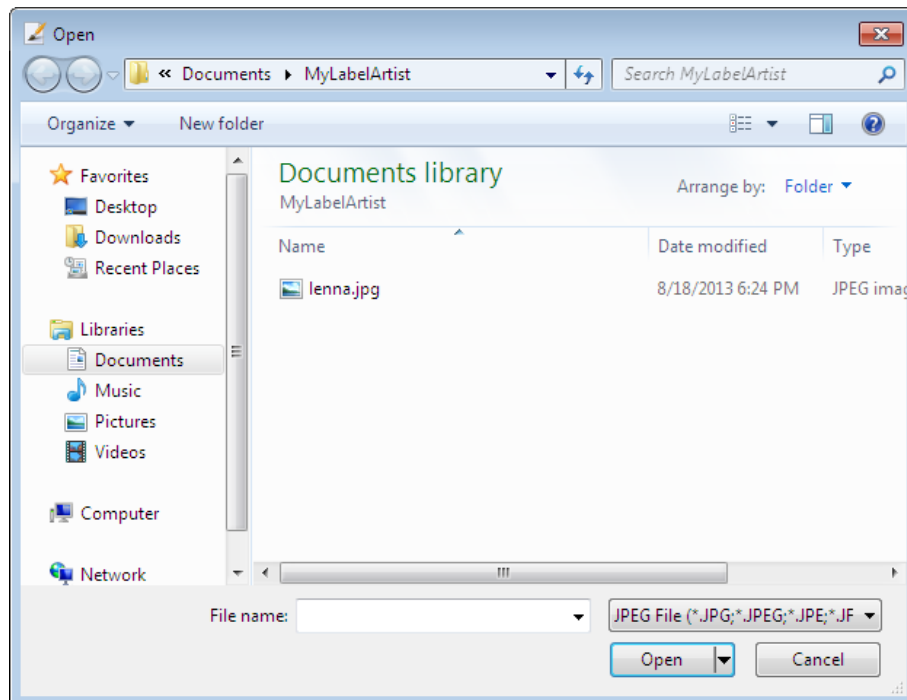 Open
« Documents ▸ MyLabelArtist
Search MyLabelArtist
Organize
New folder
Favorites
Desktop
Downloads
Recent Places
Libraries
Documents
Music
Pictures
Videos
Computer
Network
Documents library
MyLabelArtist
Arrange by: Folder
Name Date modified Type
lenna.jpg 8/18/2013 6:24 PM JPEG imag
File name:
JPEG File (*.JPG;*.JPEG;*.JPE;*.JF
Open
Cancel